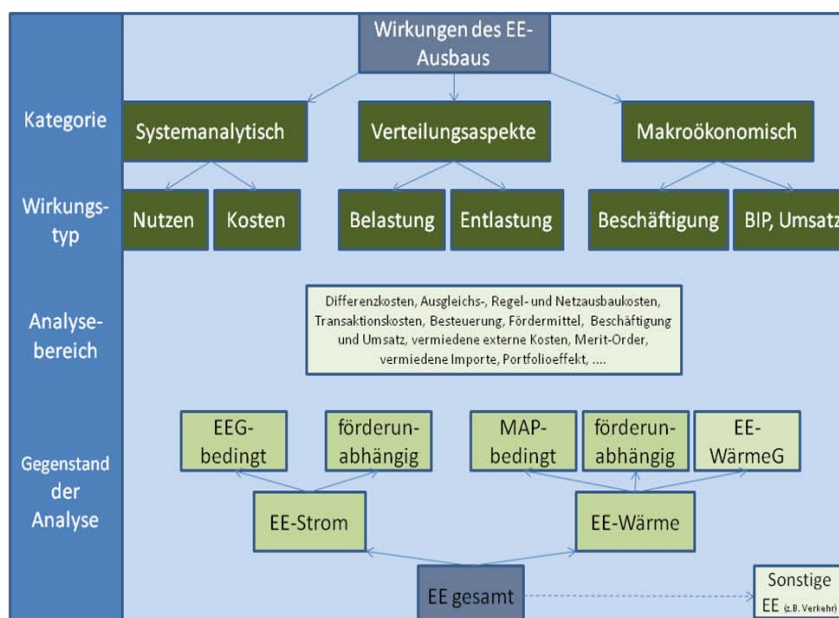 Wirkungen des EE-
Ausbaus
Kategorie
Systemanalytisch
Verteilungsaspekte
Makroökonomisch
Wirkungs-
typ
Nutzen
Kosten
Belastung
Entlastung
Beschäftigung
BIP, Umsatz
Analyse-
bereich
Differenzkosten, Ausgleichs-, Regel- und Netzausbaukosten,
Transaktionskosten, Besteuerung, Fördermittel, Beschäftigung
und Umsatz, vermiedene externe Kosten, Merit-Order,
vermiedene Importe, Portfolioeffekt, ....
Gegenstand
der
Analyse
EEG-
bedingt
förderun-
abhängig
MAP-
bedingt
förderun-
abhängig
EE-
WärmeG
EE-Strom
EE-Wärme
EE gesamt
Sonstige
EE (z.B. Verkehr)